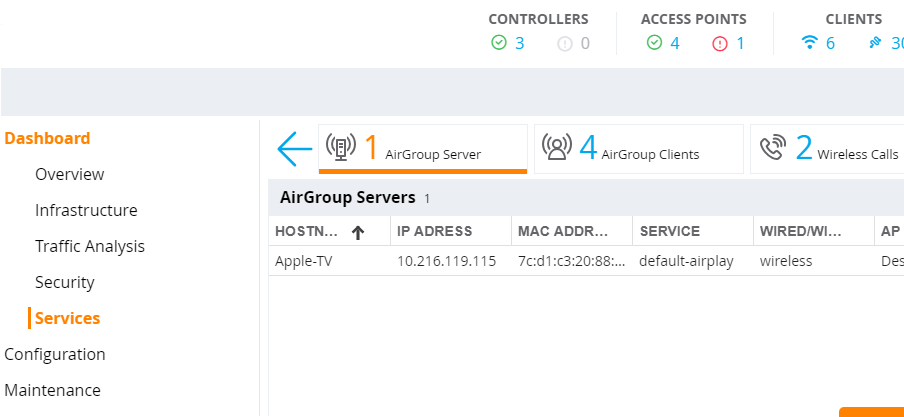 CONTROLLERS ACCESS POINTS CLIENTS
3 0 4 1 6 30
Dashboard
Overview
Infrastructure
Traffic Analysis
Security
Services
Configuration
Maintenance
1 AirGroup Server 4 AirGroup Clients 2 Wireless Calls
AirGroup Servers 1
HOSTN... IP ADRESS MAC ADDR... SERVICE WIRED/WI... AP
Apple-TV 10.216.119.115 7c:d1:c3:20:88:... default-airplay wireless Des